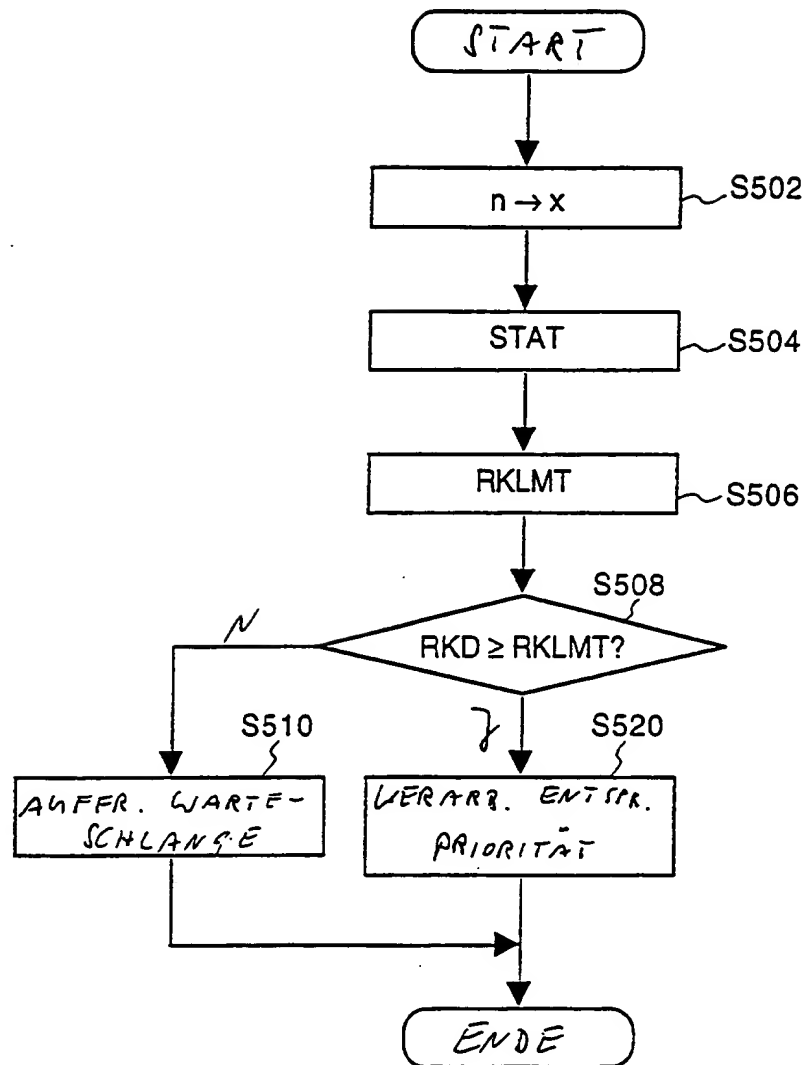 START
n → x
S502
STAT
S504
RKLMT
S506
S508
RKD ≥ RKLMT?
N
J
S510
S520
AUFFR. WARTE-
SCHLANGE
VERARB. ENTSPR.
PRIORITÄT
ENDE